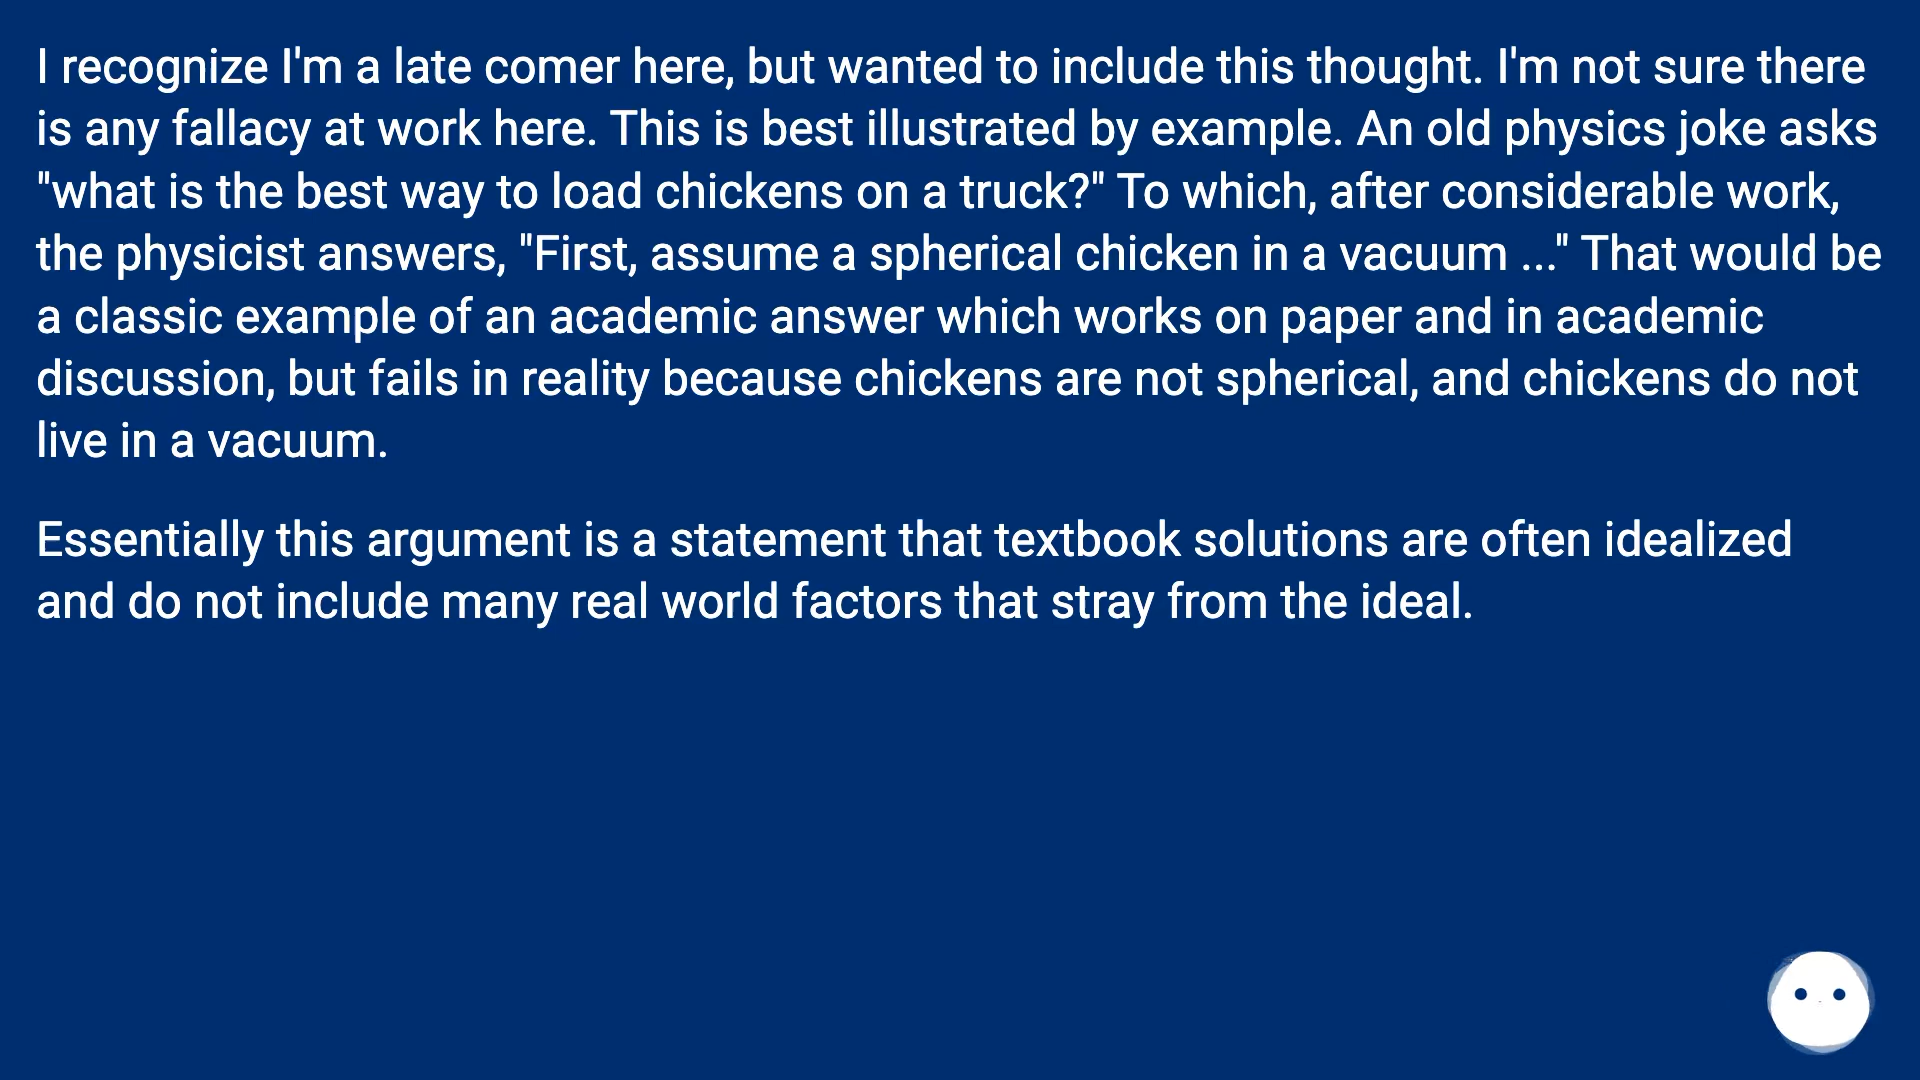 I recognize I'm a late comer here, but wanted to include this thought. I'm not sure there
is any fallacy at work here. This is best illustrated by example. An old physics joke asks
"what is the best way to load chickens on a truck?" To which, after considerable work,
the physicist answers, "First, assume a spherical chicken in a vacuum ..." That would be
a classic example of an academic answer which works on paper and in academic
discussion, but fails in reality because chickens are not spherical, and chickens do not
live in a vacuum.
Essentially this argument is a statement that textbook solutions are often idealized
and do not include many real world factors that stray from the ideal.